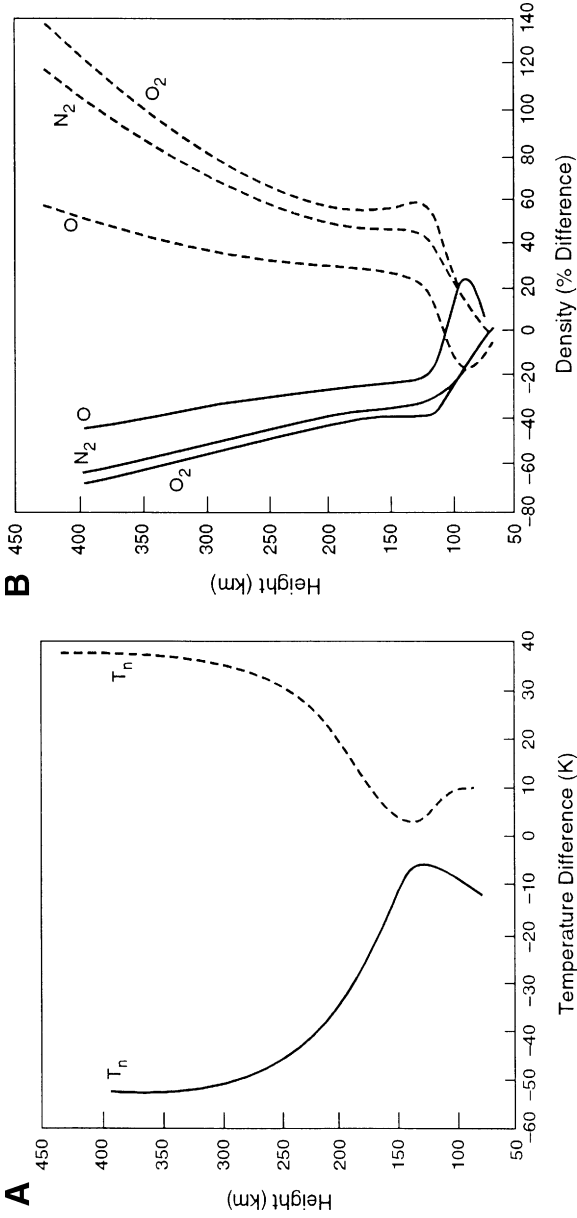 A
450
400
350
300
250
200
150
100
50
Height (km)
−60
−50
−40
−30
−20
−10
0
10
20
30
40
Temperature Difference (K)
Tn
Tn
B
450
400
350
300
250
200
150
100
50
Height (km)
−80
−60
−40
−20
0
20
40
60
80
100
120
140
Density (% Difference)
O
N2
O2
O
N2
O2